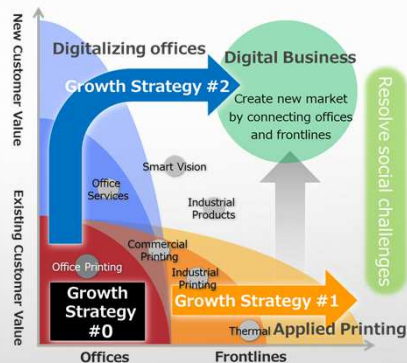 New Customer Value
Existing Customer Value
Digitalizing offices
Growth Strategy #2
Digital Business
Create new market
by connecting offices
and frontlines
Resolve social
challenges
Smart Vision
Office
Services
Industrial
Products
Commercial
Printing
Office Printing
Industrial
Printing
Growth
Strategy
#0
Growth Strategy #1
Thermal
Applied Printing
Offices
Frontlines